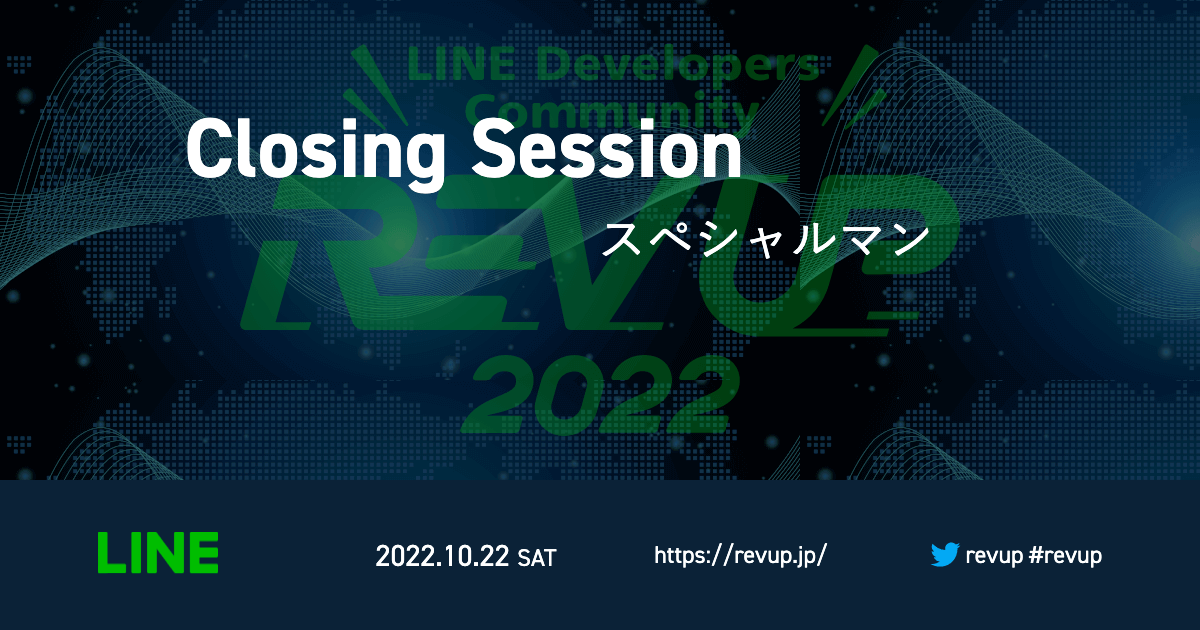 LINE Developers
Community
Closing Session
REVUP
スペシャルマン
2022
LINE
2022.10.22 SAT
https://revup.jp/
revup #revup